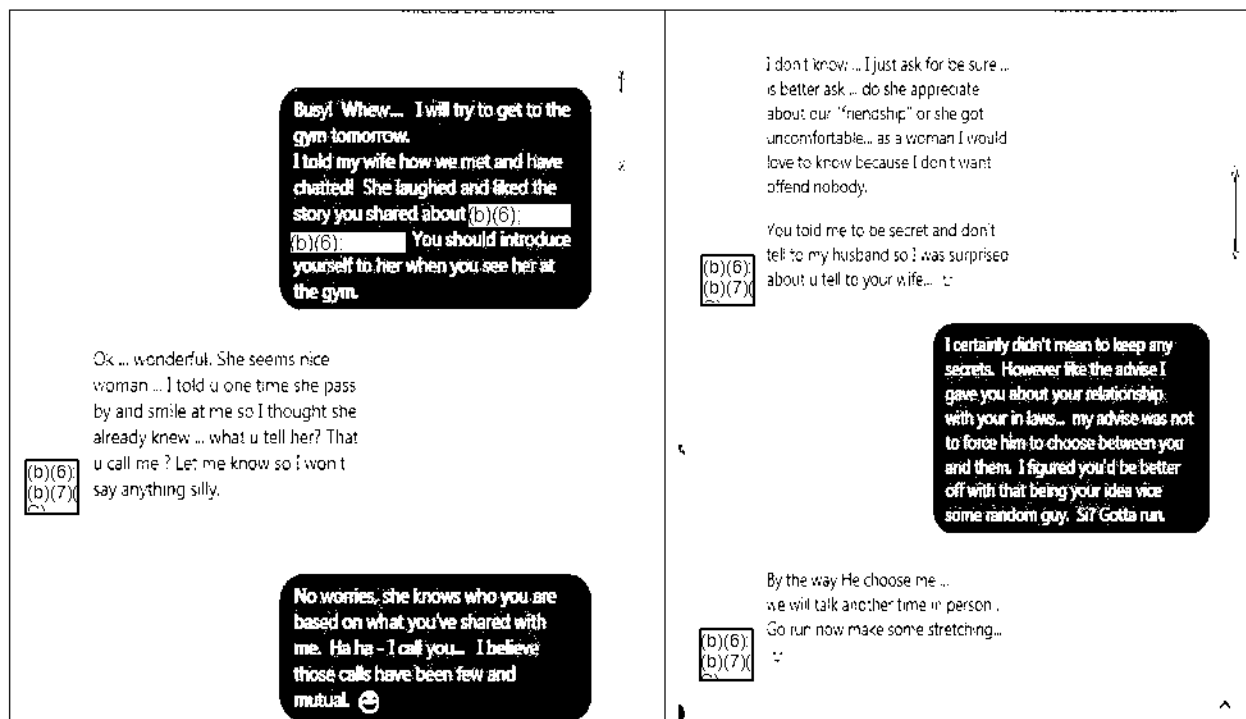 Busy! Whew.... I will try to get to the
gym tomorrow.
I told my wife how we met and have
chatted! She laughed and liked the
story you shared about (b)(6);
(b)(6); You should introduce
yourself to her when you see her at
the gym.
Ok ... wonderful. She seems nice
woman ... I told u one time she pass
by and smile at me so I thought she
already knew ... what u tell her? That
u call me ? Let me know so I won t
say anything silly.
(b)(6):
(b)(7)(
C)
No worries, she knows who you are
based on what you've shared with
me. Ha ha - I call you... I believe
those calls have been few and
mutual. 😄
I don t know ... I just ask for be sure ...
is better ask ... do she appreciate
about our "friendship" or she got
uncomfortable... as a woman I would
love to know because I don t want
offend nobody.
You told me to be secret and don't
tell to my husband so I was surprised
about u tell to your wife...
(b)(6):
(b)(7)(
C)
I certainly didn't mean to keep any
secrets. However like the advise I
gave you about your relationship
with your in laws... my advise was not
to force him to choose between you
and them. I figured you'd be better
off with that being your idea vice
some random guy. Si? Gotta run.
By the way He choose me ...
we will talk another time in person .
Go run now make some stretching...
(b)(6):
(b)(7)(
C)